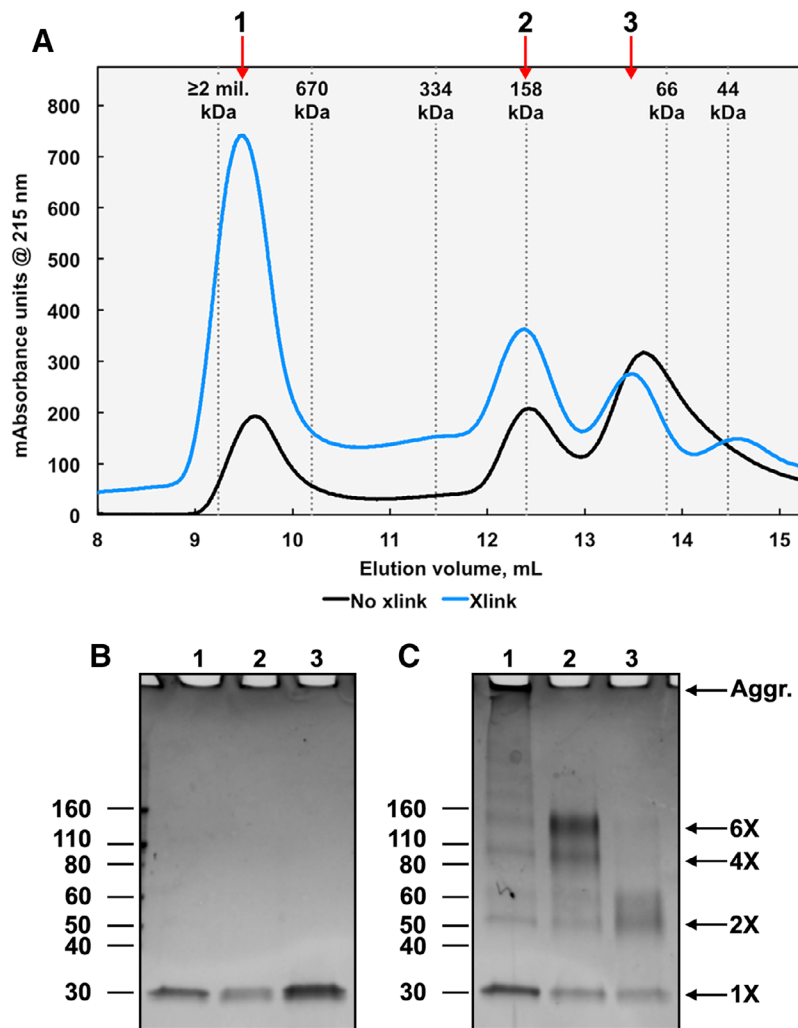 1 2 3
A
≥2 mil. 670 334 158 66 44
kDa kDa kDa kDa kDa kDa
800
700
600
500
400
300
200
100
0
mAbsorbance units @ 215 nm
8 9 10 11 12 13 14 15
Elution volume, mL
No xlink Xlink
B 1 2 3
160
110
80
60
50
40
30
C 1 2 3
160
110
80
60
50
40
30
Aggr.
6X
4X
2X
1X